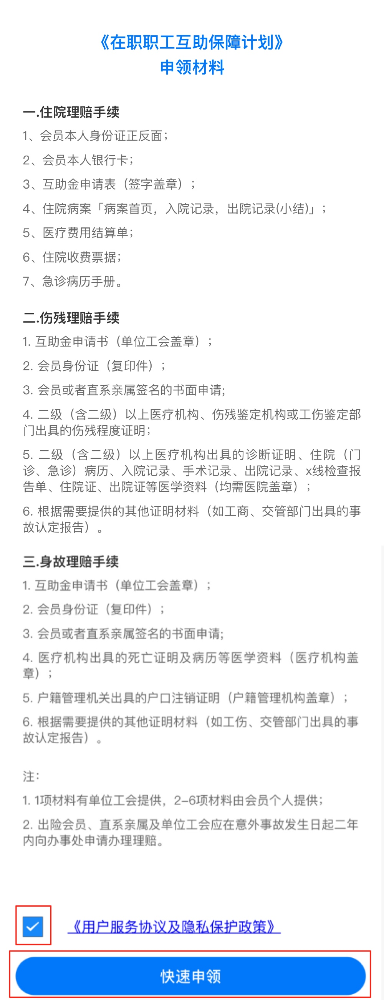 《在职职工互助保障计划》
申领材料
一.住院理赔手续
1、会员本人身份证正反面；
2、会员本人银行卡；
3、互助金申请表（签字盖章）；
4、住院病案「病案首页，入院记录，出院记录(小结)」；
5、医疗费用结算单；
6、住院收费票据；
7、急诊病历手册。
二.伤残理赔手续
1. 互助金申请书（单位工会盖章）；
2. 会员身份证（复印件）；
3. 会员或者直系亲属签名的书面申请;
4. 二级（含二级）以上医疗机构、伤残鉴定机构或工伤鉴定部
门出具的伤残程度证明；
5. 二级（含二级）以上医疗机构出具的诊断证明、住院（门
诊、急诊）病历、入院记录、手术记录、出院记录、x线检查报
告单、住院证、出院证等医学资料（均需医院盖章）；
6. 根据需要提供的其他证明材料（如工商、交管部门出具的事
故认定报告）。
三.身故理赔手续
1. 互助金申请书（单位工会盖章）；
2. 会员身份证（复印件）；
3. 会员或者直系亲属签名的书面申请;
4. 医疗机构出具的死亡证明及病历等医学资料（医疗机构盖
章）；
5. 户籍管理机关出具的户口注销证明（户籍管理机构盖章）；
6. 根据需要提供的其他证明材料（如工伤、交管部门出具的事
故认定报告）。
注：
1. 1项材料有单位工会提供，2-6项材料由会员个人提供；
2. 出险会员、直系亲属及单位工会应在意外事故发生日起二年
内向办事处申请办理理赔。
《用户服务协议及隐私保护政策》
快速申领